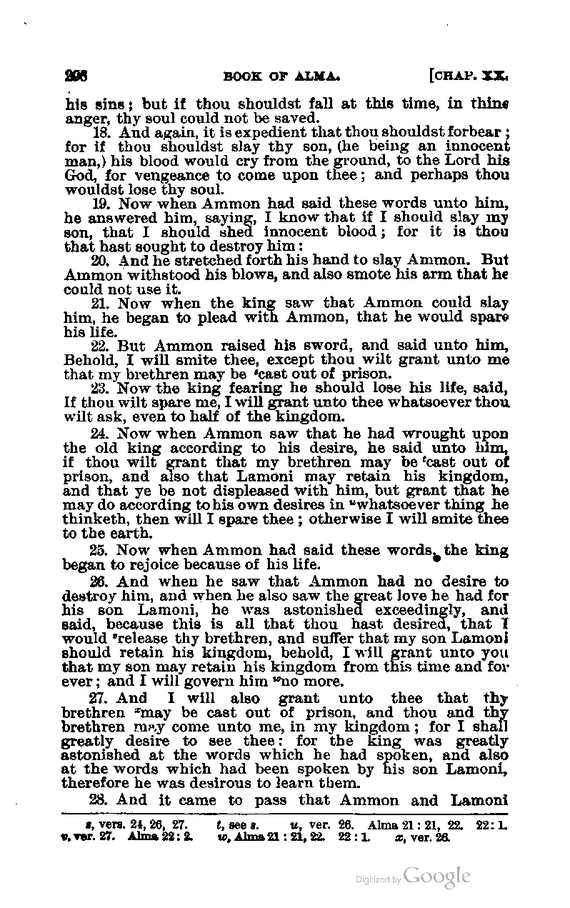 296 BOOK OF ALMA. [CHAP. XX.
his sins; but if thou shouldst fall at this time, in thine
anger, thy soul could not be saved.
18. And again, it is expedient that thou shouldst forbear;
for if thou shouldst slay thy son, (he being an innocent
man,) his blood would cry from the ground, to the Lord his
God, for vengeance to come upon thee; and perhaps thou
wouldst lose thy soul.
19. Now when Ammon had said these words unto him,
he answered him, saying, I know that if I should slay my
son, that I should shed innocent blood; for it is thou
that hast sought to destroy him:
20. And he stretched forth his hand to slay Ammon. But
Ammon withstood his blows, and also smote his arm that he
could not use it.
21. Now when the king saw that Ammon could slay
him, he began to plead with Ammon, that he would spare
his life.
22. But Ammon raised his sword, and said unto him,
Behold, I will smite thee, except thou wilt grant unto me
that my brethren may be ˢcast out of prison.
23. Now the king fearing he should lose his life, said,
If thou wilt spare me, I will grant unto thee whatsoever thou
wilt ask, even to half of the kingdom.
24. Now when Ammon saw that he had wrought upon
the old king according to his desire, he said unto him,
if thou wilt grant that my brethren may be ᵗcast out of
prison, and also that Lamoni may retain his kingdom,
and that ye be not displeased with him, but grant that he
may do according to his own desires in ᵘwhatsoever thing he
thinketh, then will I spare thee; otherwise I will smite thee
to the earth.
25. Now when Ammon had said these words, the king
began to rejoice because of his life.
26. And when he saw that Ammon had no desire to
destroy him, and when he also saw the great love he had for
his son Lamoni, he was astonished exceedingly, and
said, because this is all that thou hast desired, that I
would ᵛrelease thy brethren, and suffer that my son Lamoni
should retain his kingdom, behold, I will grant unto you
that my son may retain his kingdom from this time and for
ever; and I will govern him ʷno more.
27. And I will also grant unto thee that thy
brethren ˣmay be cast out of prison, and thou and thy
brethren may come unto me, in my kingdom; for I shall
greatly desire to see thee: for the king was greatly
astonished at the words which he had spoken, and also
at the words which had been spoken by his son Lamoni,
therefore he was desirous to learn them.
28. And it came to pass that Ammon and Lamoni
s, vers. 24, 26, 27. t, see s. u, ver. 26. Alma 21: 21, 22. 22: 1.
v, ver. 27. Alma 22: 2. w, Alma 21: 21, 22. 22: 1. x, ver. 26.
Digitized by Google